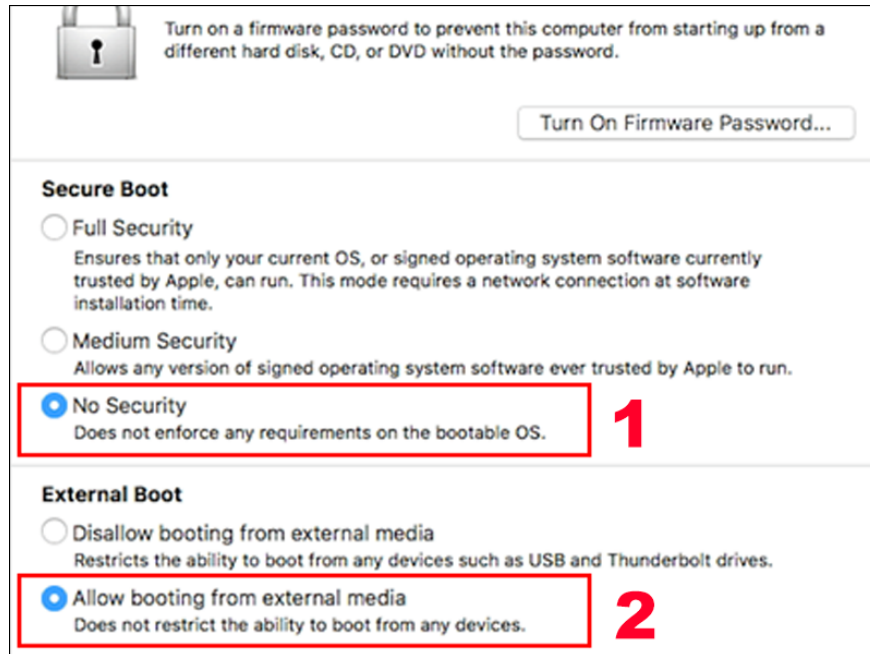 Turn on a firmware password to prevent this computer from starting up from a
different hard disk, CD, or DVD without the password.
Turn On Firmware Password...
Secure Boot
Full Security
Ensures that only your current OS, or signed operating system software currently
trusted by Apple, can run. This mode requires a network connection at software
installation time.
Medium Security
Allows any version of signed operating system software ever trusted by Apple to run.
No Security
Does not enforce any requirements on the bootable OS.
1
External Boot
Disallow booting from external media
Restricts the ability to boot from any devices such as USB and Thunderbolt drives.
Allow booting from external media
Does not restrict the ability to boot from any devices.
2